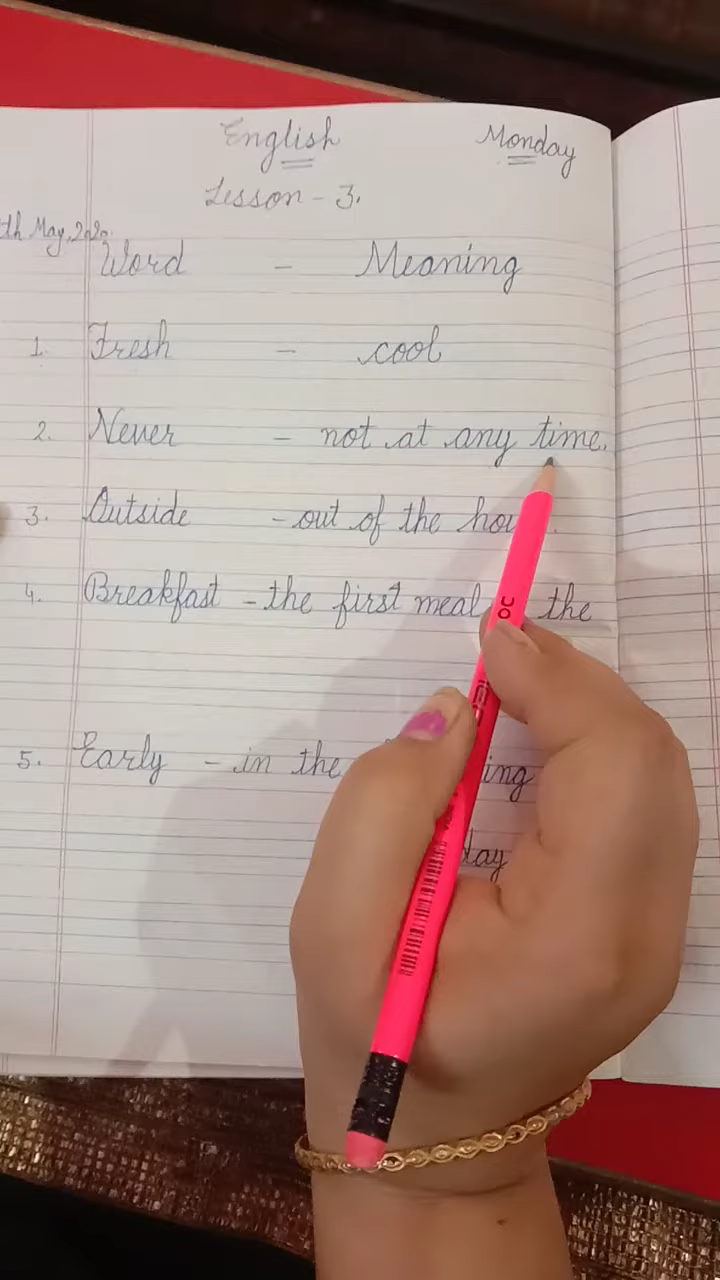 English Monday
Lesson - 3.
th May, 2020.
Word - Meaning
1. Fresh - cool
2. Never - not at any time.
3. Outside - out of the
4. Breakfast - the first meal the
5. Early - in the
day